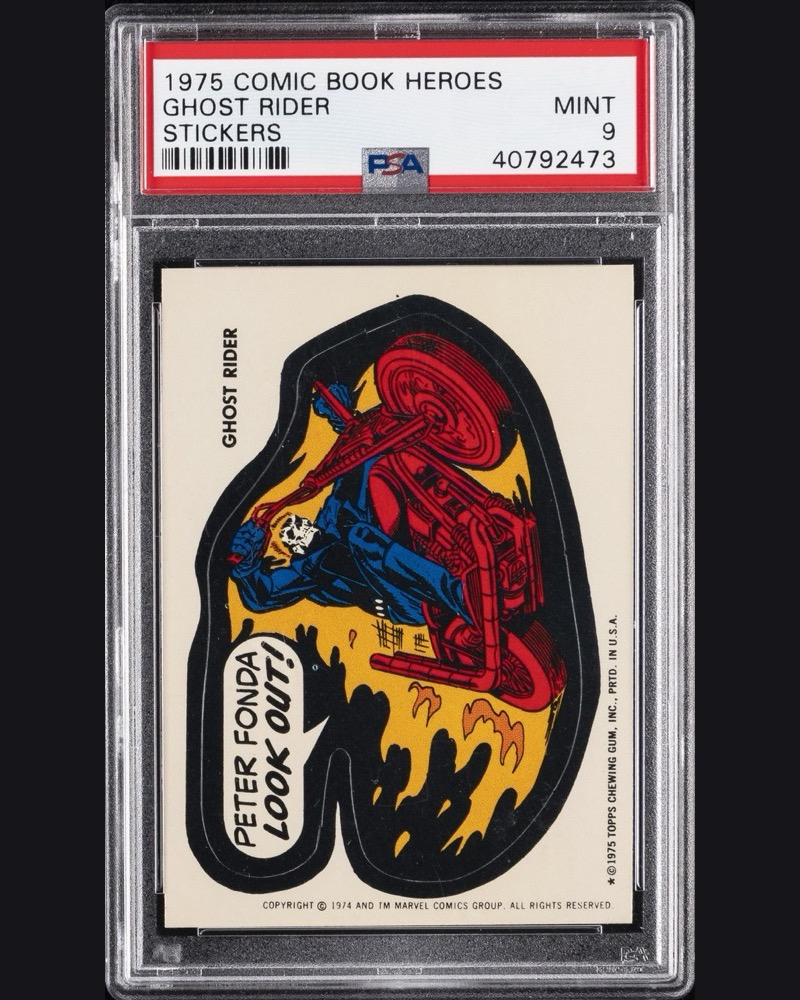 1975 COMIC BOOK HEROES
GHOST RIDER MINT
STICKERS 9
PSA 40792473
GHOST RIDER
PETER FONDA
LOOK OUT!
COPYRIGHT © 1974 AND TM MARVEL COMICS GROUP. ALL RIGHTS RESERVED.
★©1975 TOPPS CHEWING GUM, INC., PRTD. IN U.S.A.